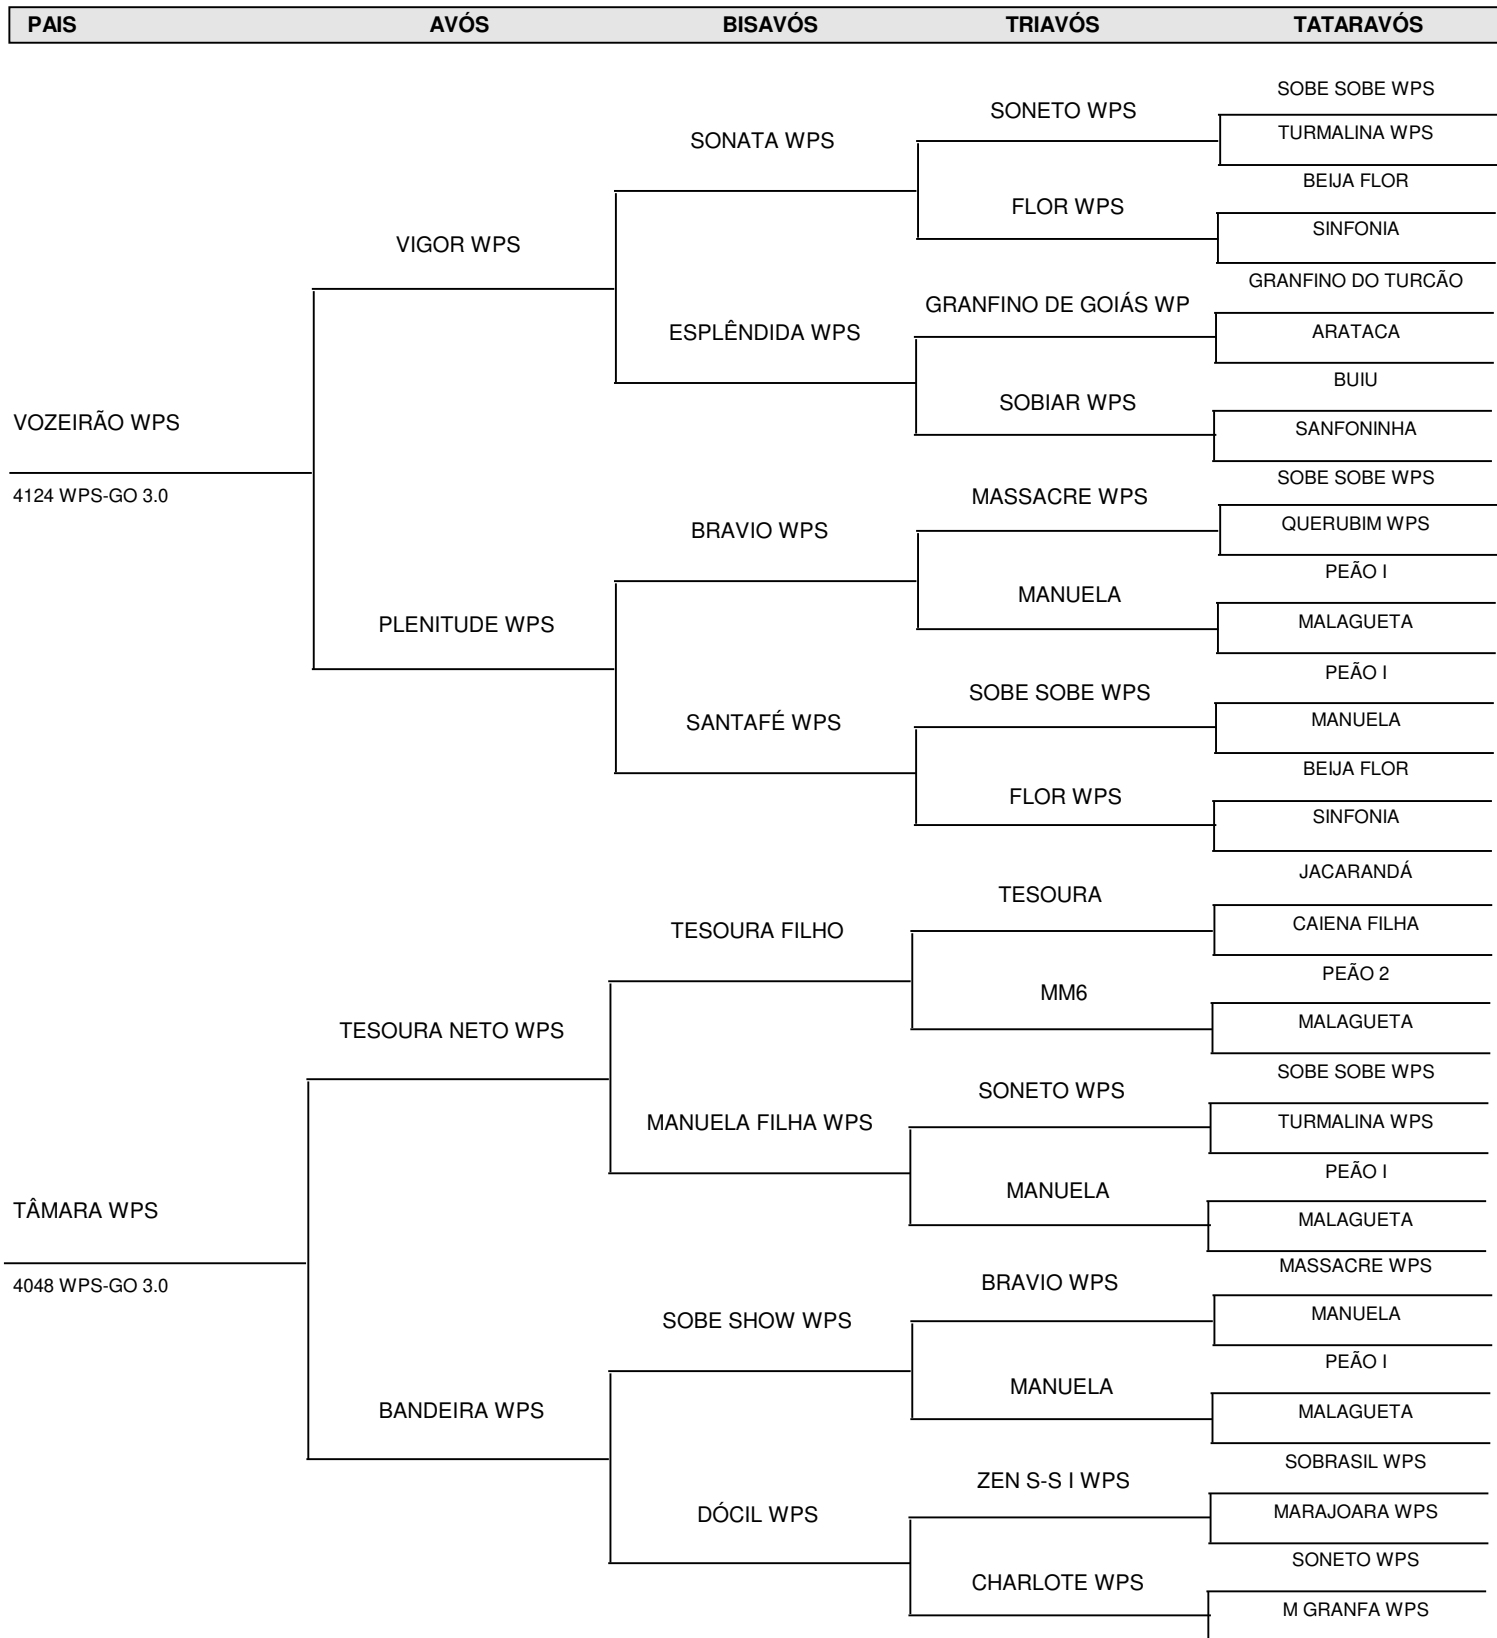 PAIS AVÓS BISAVÓS TRIAVÓS TATARAVÓS
SOBE SOBE WPS
SONETO WPS
TURMALINA WPS
SONATA WPS
BEIJA FLOR
FLOR WPS
SINFONIA
VIGOR WPS
GRANFINO DO TURCÃO
GRANFINO DE GOIÁS WP
ARATACA
ESPLÊNDIDA WPS
BUIU
SOBIAR WPS
SANFONINHA
VOZEIRÃO WPS
4124 WPS-GO 3.0
SOBE SOBE WPS
MASSACRE WPS
QUERUBIM WPS
BRAVIO WPS
PEÃO I
MANUELA
MALAGUETA
PLENITUDE WPS
PEÃO I
SOBE SOBE WPS
MANUELA
SANTAFÉ WPS
BEIJA FLOR
FLOR WPS
SINFONIA
JACARANDÁ
TESOURA
CAIENA FILHA
TESOURA FILHO
PEÃO 2
MM6
MALAGUETA
TESOURA NETO WPS
SOBE SOBE WPS
SONETO WPS
TURMALINA WPS
MANUELA FILHA WPS
PEÃO I
MANUELA
MALAGUETA
TÂMARA WPS
4048 WPS-GO 3.0
MASSACRE WPS
BRAVIO WPS
MANUELA
SOBE SHOW WPS
PEÃO I
MANUELA
MALAGUETA
BANDEIRA WPS
SOBRASIL WPS
ZEN S-S I WPS
MARAJOARA WPS
DÓCIL WPS
SONETO WPS
CHARLOTE WPS
M GRANFA WPS